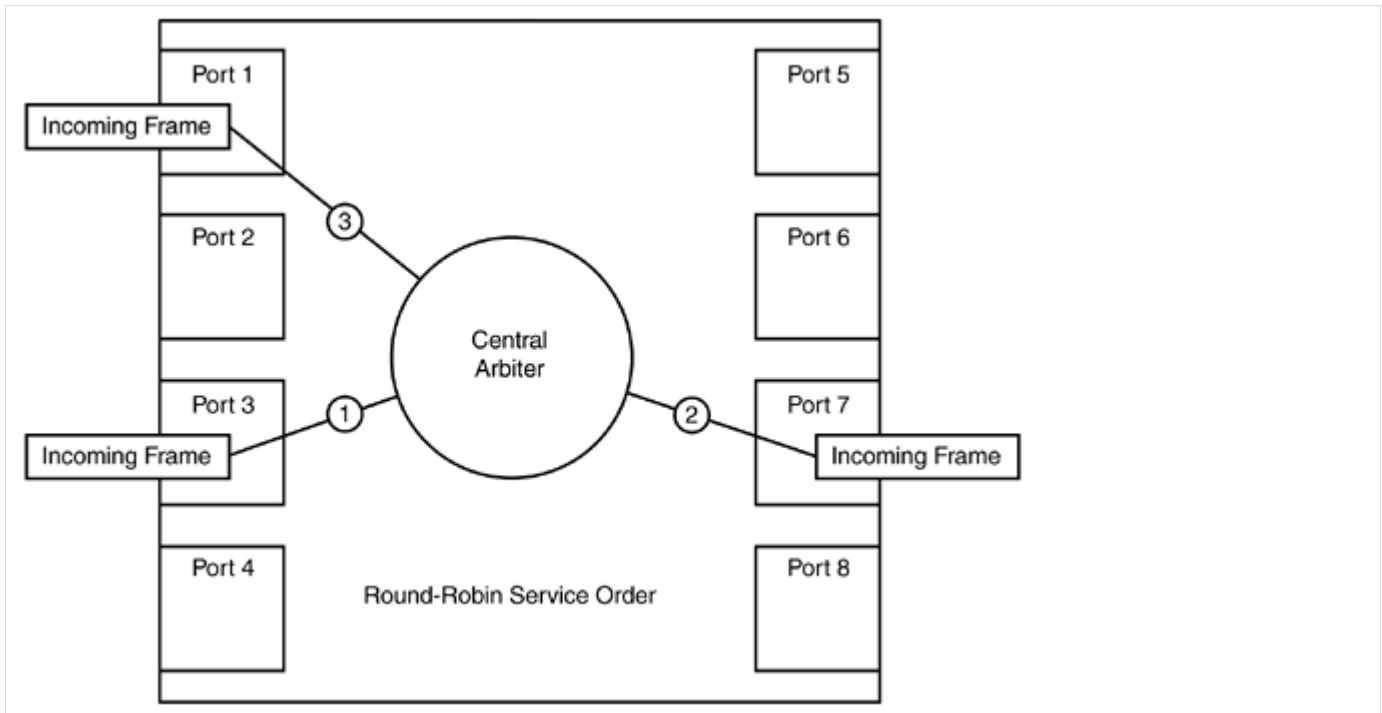 Port 1
Port 5
Incoming Frame
3
Port 2
Port 6
Central
Arbiter
Port 3
1
2
Port 7
Incoming Frame
Incoming Frame
Port 4
Port 8
Round-Robin Service Order